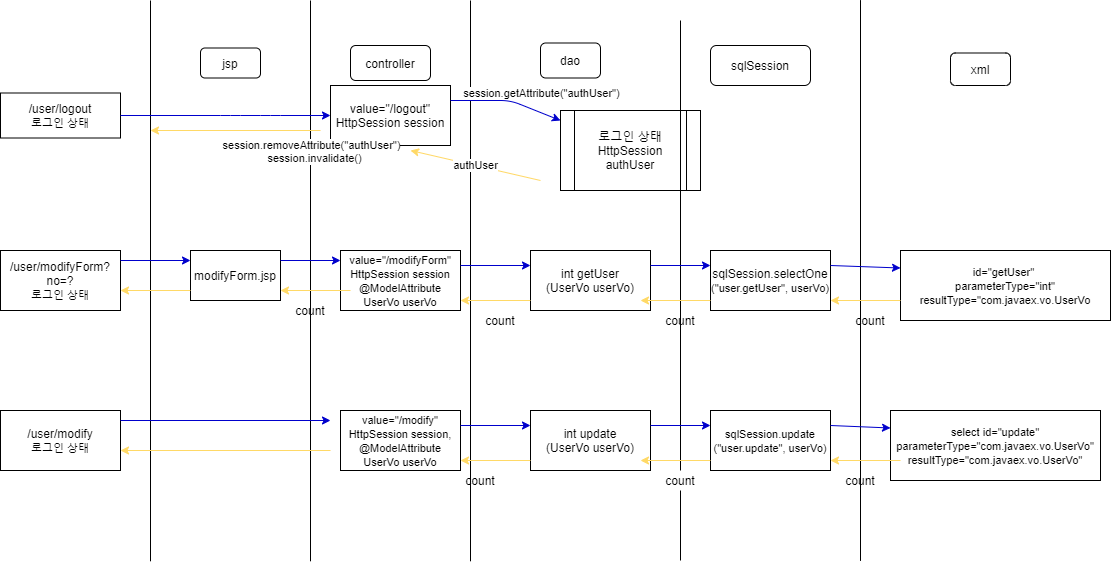 jsp
controller
dao
sqlSession
xml
/user/logout
로그인 상태
value="/logout"
HttpSession session
session.getAttribute("authUser")
로그인 상태
HttpSession
authUser
session.removeAttribute("authUser")
session.invalidate()
authUser
/user/modifyForm?
no=?
로그인 상태
modifyForm.jsp
value="/modifyForm"
HttpSession session
@ModelAttribute
UserVo userVo
int getUser
(UserVo userVo)
sqlSession.selectOne
("user.getUser", userVo)
id="getUser"
parameterType="int"
resultType="com.javaex.vo.UserVo
count
count
count
count
/user/modify
로그인 상태
value="/modify"
HttpSession session,
@ModelAttribute
UserVo userVo
int update
(UserVo userVo)
sqlSession.update
("user.update", userVo)
select id="update"
parameterType="com.javaex.vo.UserVo"
resultType="com.javaex.vo.UserVo"
count
count
count